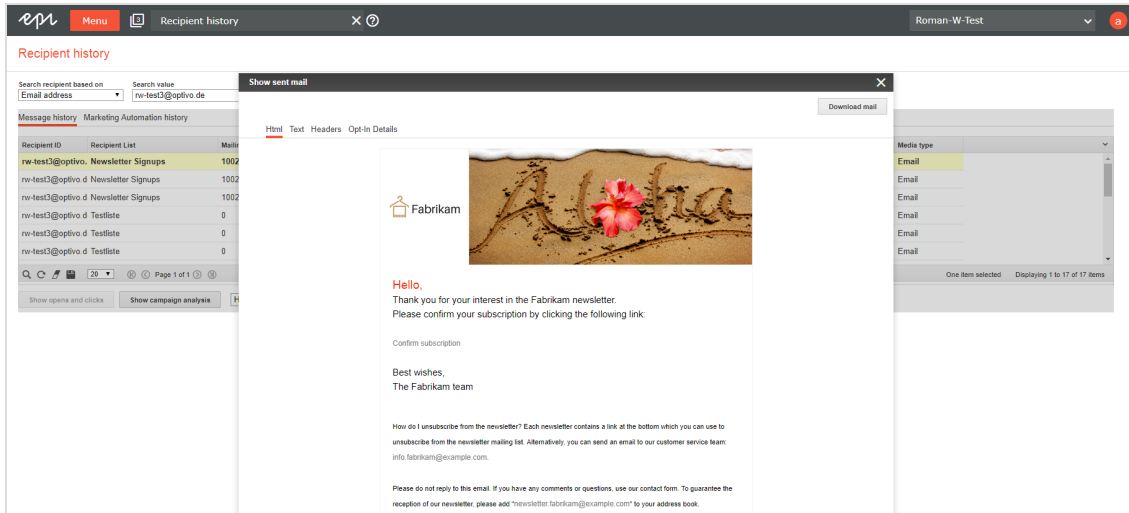 epi Menu 3 Recipient history Roman-W-Test a
Recipient history
Search recipient based on Search value
Email address rw-test3@optivo.de
Message history Marketing Automation history
Recipient ID Recipient List Media type
rw-test3@optivo. Newsletter Signups 1002 Email
rw-test3@optivo.d Newsletter Signups 1002 Email
rw-test3@optivo.d Newsletter Signups 1002 Email
rw-test3@optivo.d Testliste 0 Email
rw-test3@optivo.d Testliste 0 Email
rw-test3@optivo.d Testliste 0 Email
20 Page 1 of 1 One item selected Displaying 1 to 17 of 17 items
Show opens and clicks Show campaign analysis H
Show sent mail
Download mail
Html Text Headers Opt-In Details
Fabrikam
Aloha
Hello,
Thank you for your interest in the Fabrikam newsletter.
Please confirm your subscription by clicking the following link:
Confirm subscription
Best wishes,
The Fabrikam team
How do I unsubscribe from the newsletter? Each newsletter contains a link at the bottom which you can use to
unsubscribe from the newsletter mailing list. Alternatively, you can send an email to our customer service team:
info.fabrikam@example.com.
Please do not reply to this email. If you have any comments or questions, use our contact form. To guarantee the
reception of our newsletter, please add "newsletter.fabrikam@example.com" to your address book.